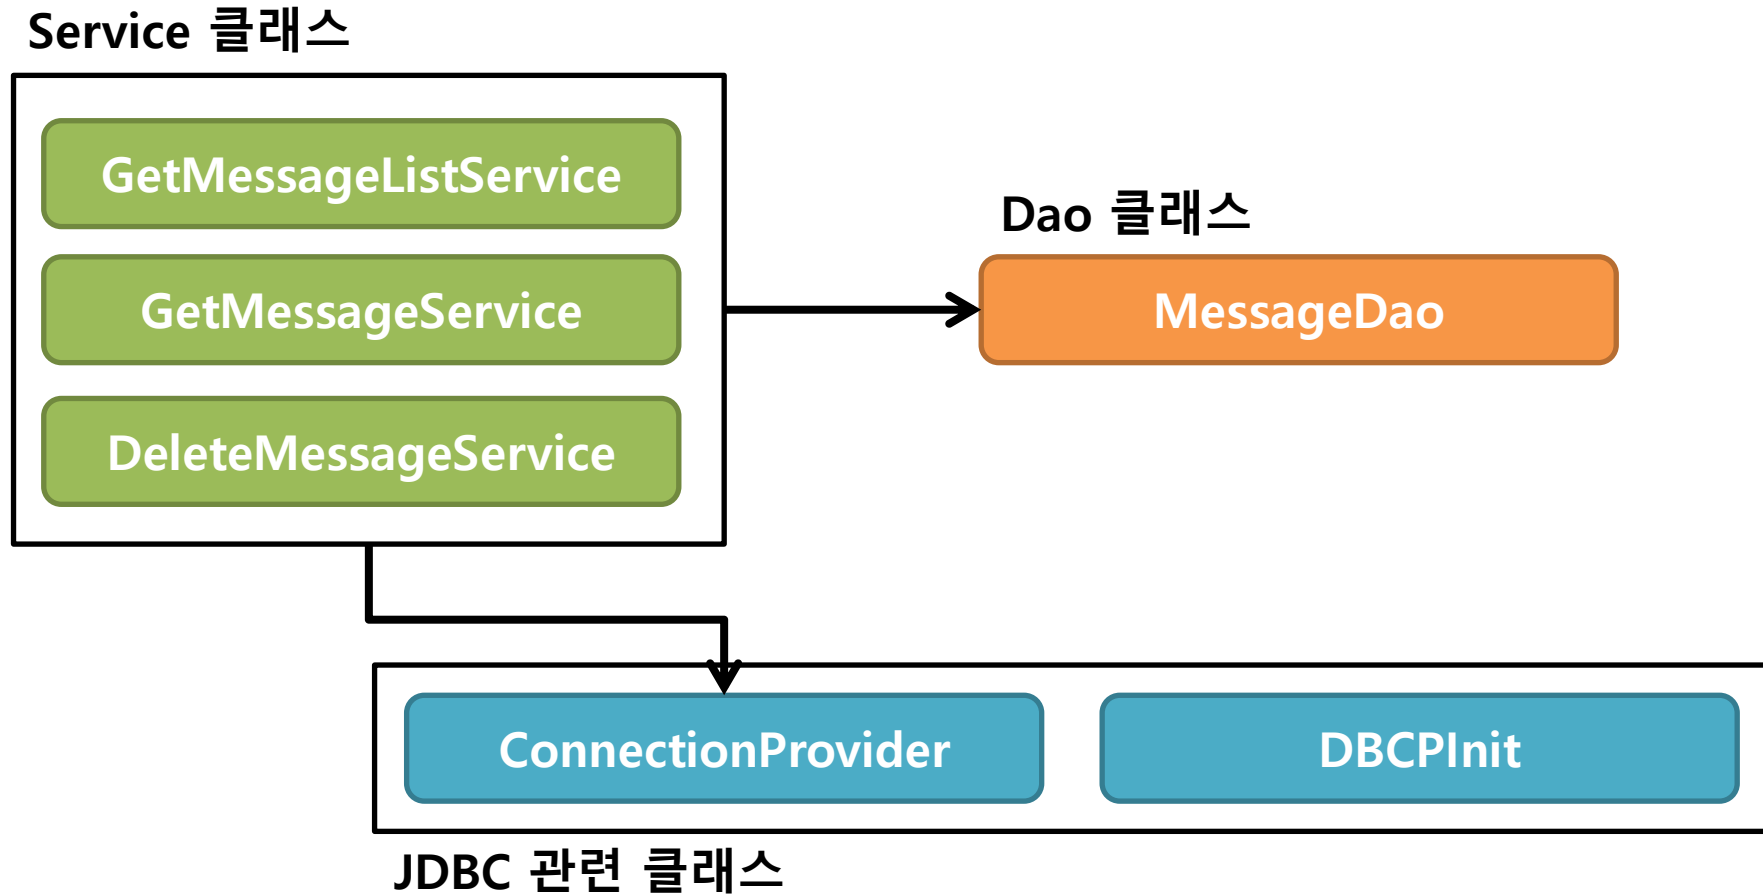 Service 클래스
GetMessageListService
GetMessageService
DeleteMessageService
Dao 클래스
MessageDao
ConnectionProvider
DBCPInit
JDBC 관련 클래스